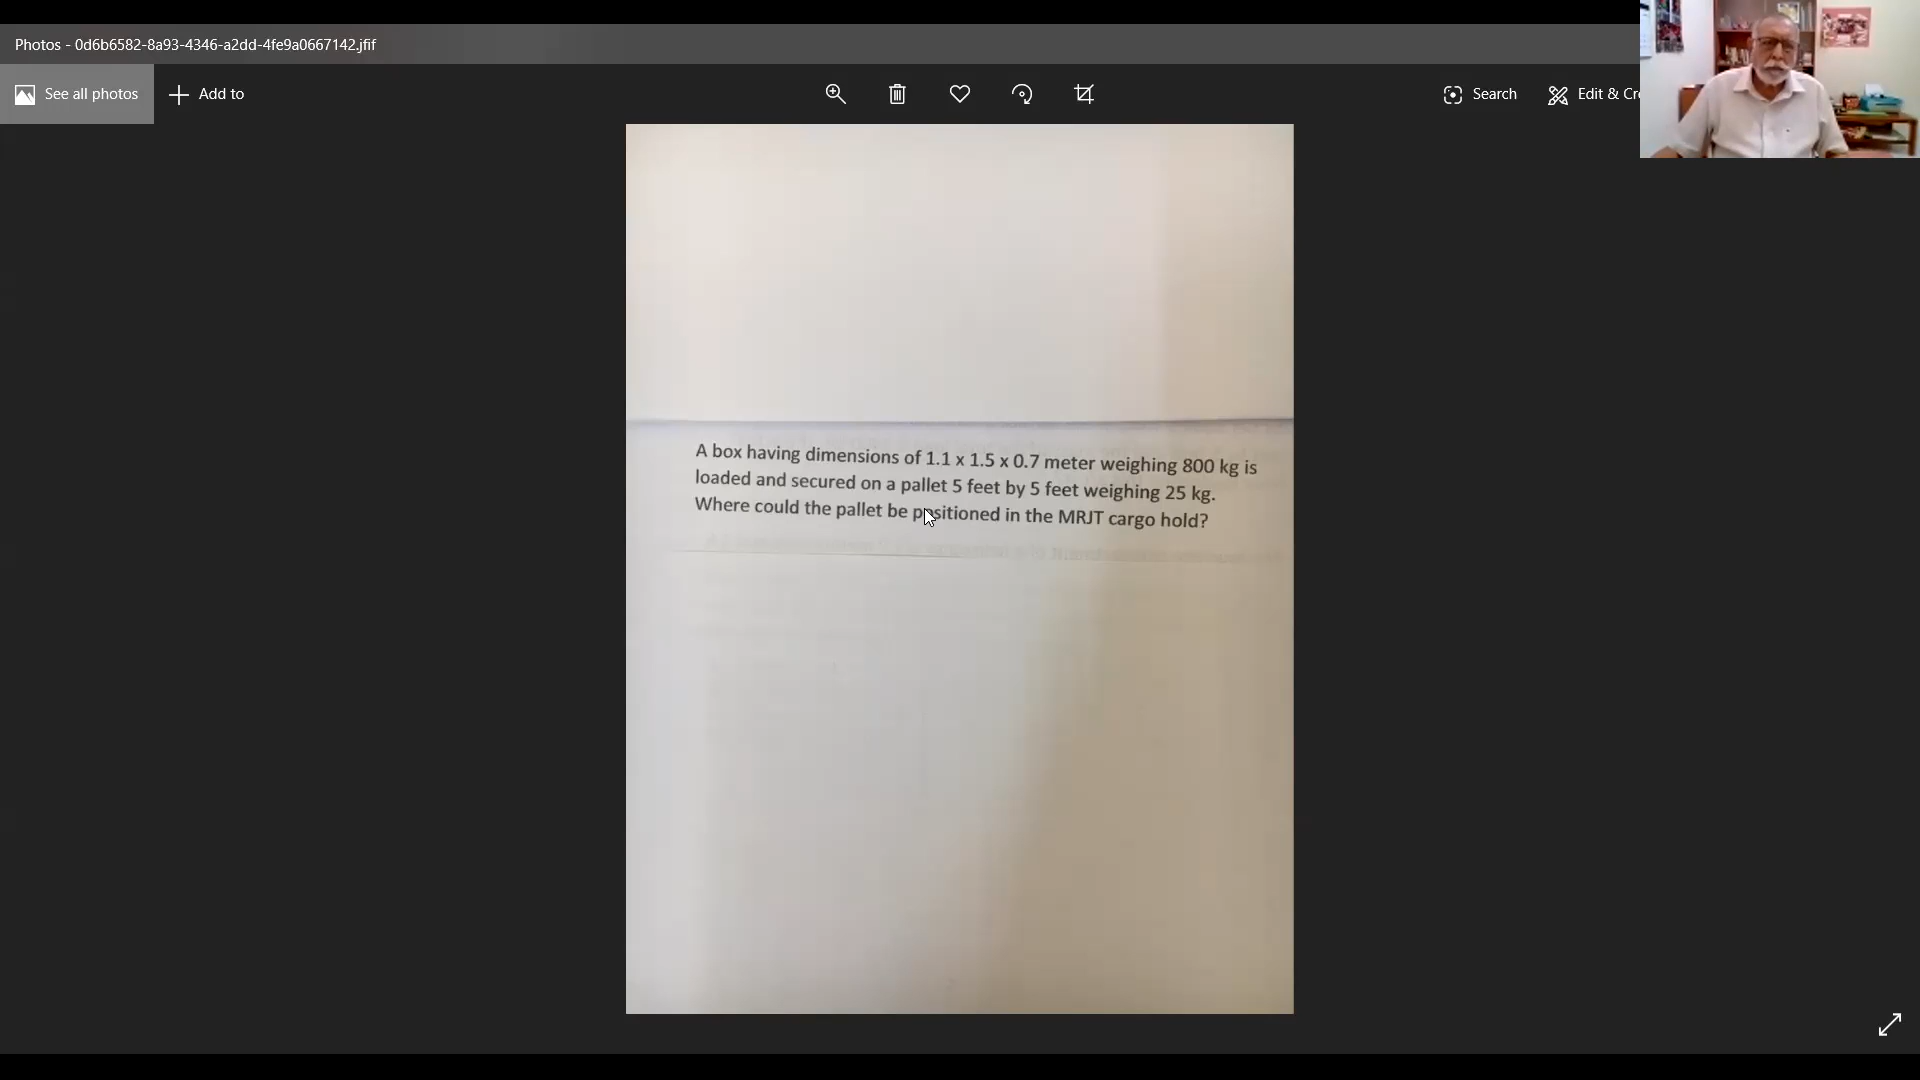 Photos - 0d6b6582-8a93-4346-a2dd-4fe9a0667142.jfif
See all photos
Add to
Search
Edit & Cr
A box having dimensions of 1.1 x 1.5 x 0.7 meter weighing 800 kg is
loaded and secured on a pallet 5 feet by 5 feet weighing 25 kg.
Where could the pallet be positioned in the MRJT cargo hold?